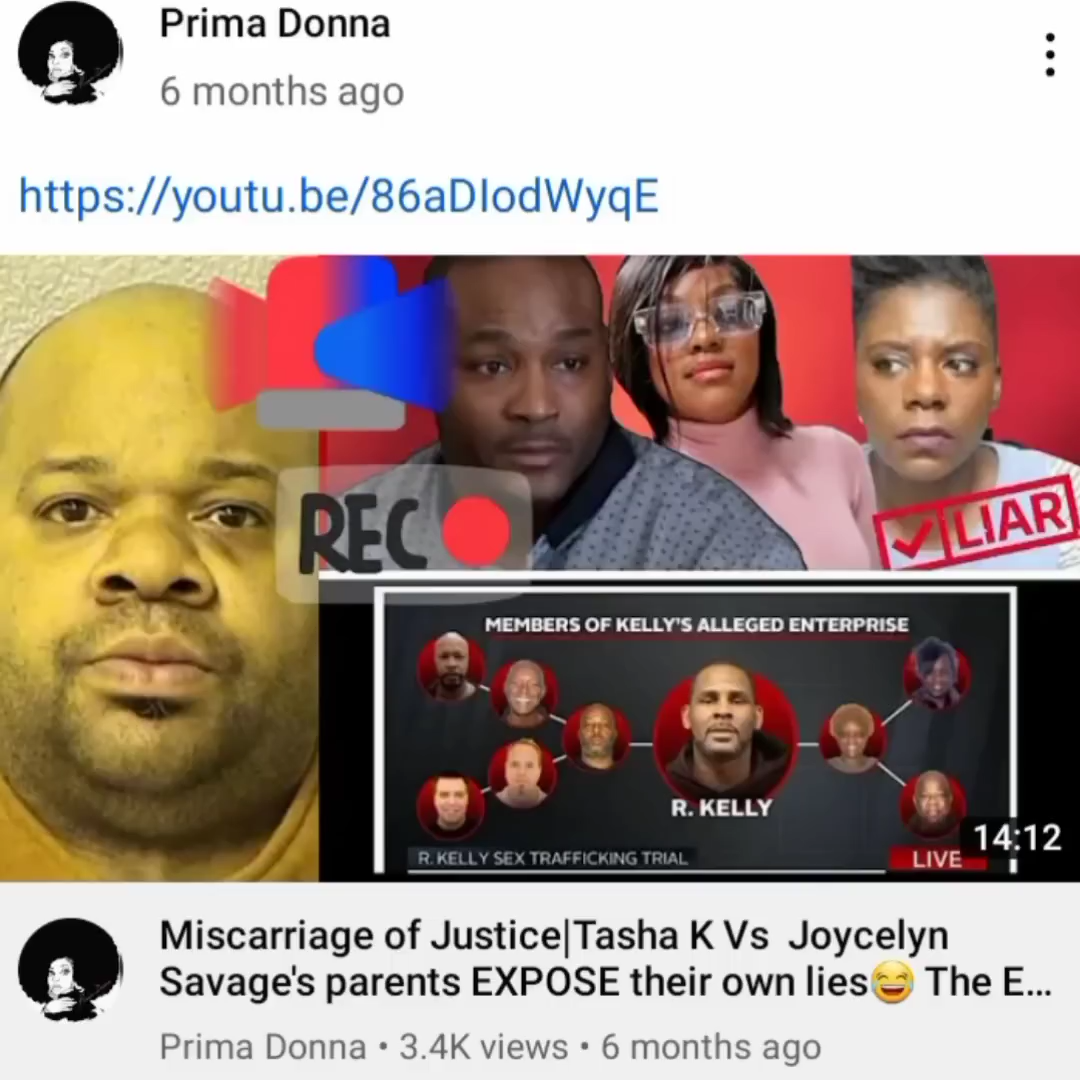 Prima Donna
6 months ago
https://youtu.be/86aDIodWyqE
REC
LIAR
MEMBERS OF KELLY'S ALLEGED ENTERPRISE
R. KELLY
R. KELLY SEX TRAFFICKING TRIAL
LIVE
14:12
Miscarriage of Justice|Tasha K Vs Joycelyn
Savage's parents EXPOSE their own lies😂 The E...
Prima Donna • 3.4K views • 6 months ago